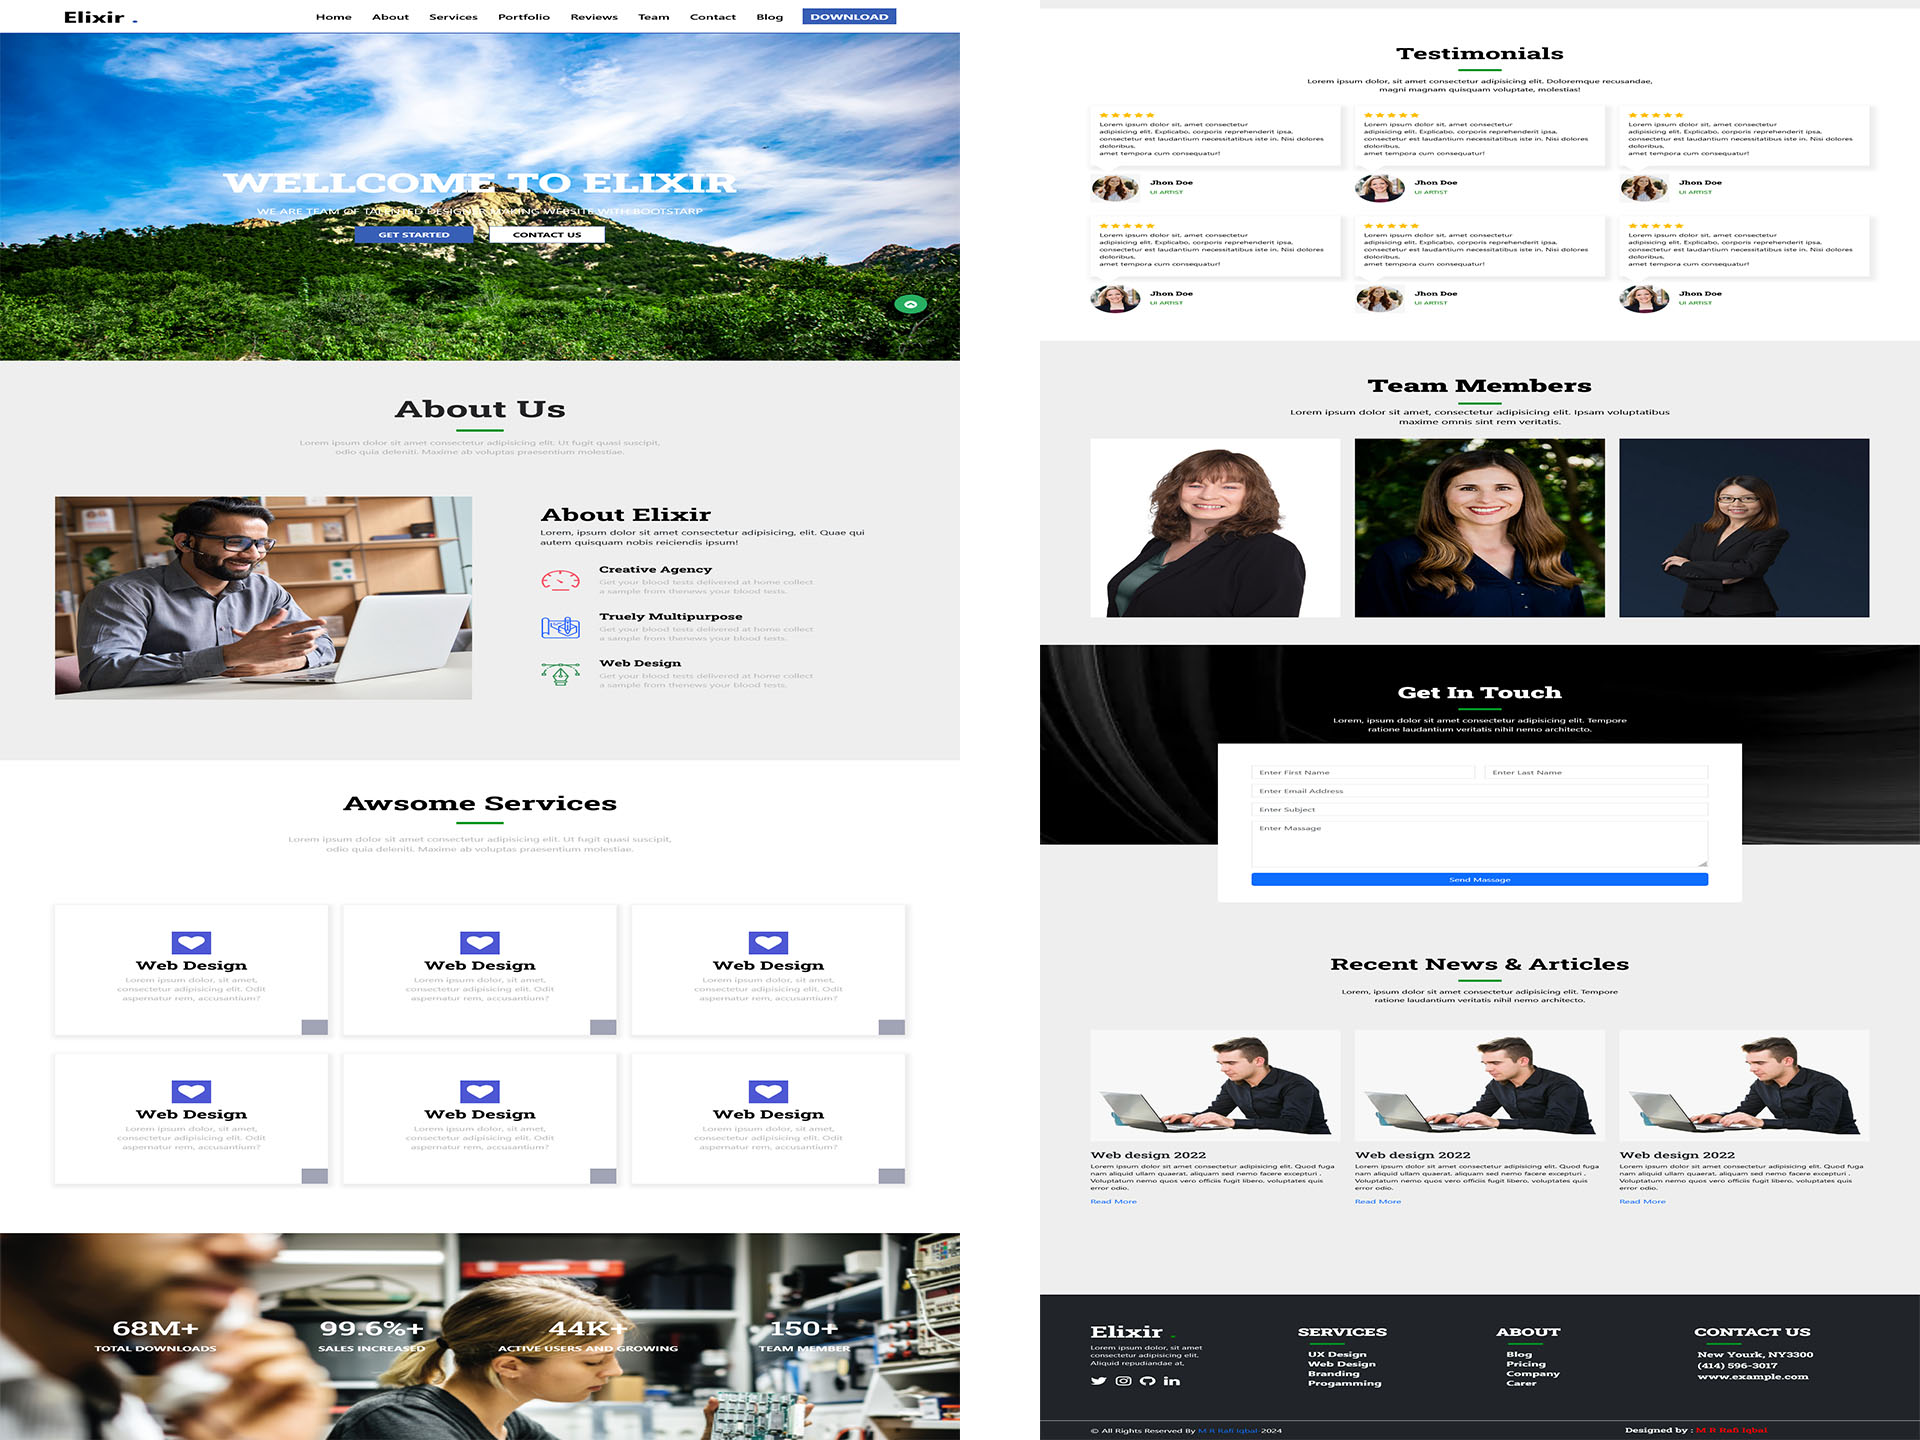 Elixir .
Home About Services Portfolio Reviews Team Contact Blog DOWNLOAD
WELLCOME TO ELIXIR
WE ARE TEAM OF TALENTED DESIGNER MAKING WEBSITE WITH BOOTSTARP
GET STARTED CONTACT US
About Us
Lorem ipsum dolor sit amet consectetur adipisicing elit. Ut fugit quasi suscipit,
odio quia deleniti. Maxime ab voluptas praesentium molestiae.
About Elixir
Lorem, ipsum dolor sit amet consectetur adipisicing, elit. Quae qui
autem quisquam nobis reiciendis ipsum!
Creative Agency
Get your blood tests delivered at home collect
a sample from thenews your blood tests.
Truely Multipurpose
Get your blood tests delivered at home collect
a sample from thenews your blood tests.
Web Design
Get your blood tests delivered at home collect
a sample from thenews your blood tests.
Awsome Services
Lorem ipsum dolor sit amet consectetur adipisicing elit. Ut fugit quasi suscipit,
odio quia deleniti. Maxime ab voluptas praesentium molestiae.
Web Design
Lorem ipsum dolor, sit amet,
consectetur adipisicing elit. Odit
aspernatur rem, accusantium?
Web Design
Lorem ipsum dolor, sit amet,
consectetur adipisicing elit. Odit
aspernatur rem, accusantium?
Web Design
Lorem ipsum dolor, sit amet,
consectetur adipisicing elit. Odit
aspernatur rem, accusantium?
Web Design
Lorem ipsum dolor, sit amet,
consectetur adipisicing elit. Odit
aspernatur rem, accusantium?
Web Design
Lorem ipsum dolor, sit amet,
consectetur adipisicing elit. Odit
aspernatur rem, accusantium?
Web Design
Lorem ipsum dolor, sit amet,
consectetur adipisicing elit. Odit
aspernatur rem, accusantium?
68M+
TOTAL DOWNLOADS
99.6%+
SALES INCREASED
44K+
ACTIVE USERS AND GROWING
150+
TEAM MEMBER
Testimonials
Lorem ipsum dolor, sit amet consectetur adipisicing elit. Doloremque recusandae,
magni magnam quisquam voluptate, molestias!
Lorem ipsum dolor sit, amet consectetur
adipisicing elit. Explicabo, corporis reprehenderit ipsa,
consectetur est laudantium necessitatibus iste in. Nisi dolores
doloribus,
amet tempora cum consequatur!
Jhon Doe
UI ARTIST
Lorem ipsum dolor sit, amet consectetur
adipisicing elit. Explicabo, corporis reprehenderit ipsa,
consectetur est laudantium necessitatibus iste in. Nisi dolores
doloribus,
amet tempora cum consequatur!
Jhon Doe
UI ARTIST
Lorem ipsum dolor sit, amet consectetur
adipisicing elit. Explicabo, corporis reprehenderit ipsa,
consectetur est laudantium necessitatibus iste in. Nisi dolores
doloribus,
amet tempora cum consequatur!
Jhon Doe
UI ARTIST
Lorem ipsum dolor sit, amet consectetur
adipisicing elit. Explicabo, corporis reprehenderit ipsa,
consectetur est laudantium necessitatibus iste in. Nisi dolores
doloribus,
amet tempora cum consequatur!
Jhon Doe
UI ARTIST
Lorem ipsum dolor sit, amet consectetur
adipisicing elit. Explicabo, corporis reprehenderit ipsa,
consectetur est laudantium necessitatibus iste in. Nisi dolores
doloribus,
amet tempora cum consequatur!
Jhon Doe
UI ARTIST
Lorem ipsum dolor sit, amet consectetur
adipisicing elit. Explicabo, corporis reprehenderit ipsa,
consectetur est laudantium necessitatibus iste in. Nisi dolores
doloribus,
amet tempora cum consequatur!
Jhon Doe
UI ARTIST
Team Members
Lorem ipsum dolor sit amet, consectetur adipisicing elit. Ipsam voluptatibus
maxime omnis sint rem veritatis.
Get In Touch
Lorem, ipsum dolor sit amet consectetur adipisicing elit. Tempore
ratione laudantium veritatis nihil nemo architecto.
Enter First Name Enter Last Name
Enter Email Address
Enter Subject
Enter Massage
Send Massage
Recent News & Articles
Lorem, ipsum dolor sit amet consectetur adipisicing elit. Tempore
ratione laudantium veritatis nihil nemo architecto.
Web design 2022
Lorem ipsum dolor sit amet consectetur adipisicing elit. Quod fuga
nam aliquid ullam quaerat, aliquam sed nemo facere excepturi .
Voluptatum nemo quos vero officiis fugit libero, voluptates quis
error odio.
Read More
Web design 2022
Lorem ipsum dolor sit amet consectetur adipisicing elit. Quod fuga
nam aliquid ullam quaerat, aliquam sed nemo facere excepturi .
Voluptatum nemo quos vero officiis fugit libero, voluptates quis
error odio.
Read More
Web design 2022
Lorem ipsum dolor sit amet consectetur adipisicing elit. Quod fuga
nam aliquid ullam quaerat, aliquam sed nemo facere excepturi .
Voluptatum nemo quos vero officiis fugit libero, voluptates quis
error odio.
Read More
Elixir .
Lorem ipsum dolor, sit amet
consectetur adipisicing elit.
Aliquid repudiandae at,
SERVICES
UX Design
Web Design
Branding
Progamming
ABOUT
Blog
Pricing
Company
Carer
CONTACT US
New Yourk, NY3300
(414) 596-3017
www.example.com
© All Rights Reserved By M R Rafi Iqbal-2024
Designed by : M R Rafi Iqbal